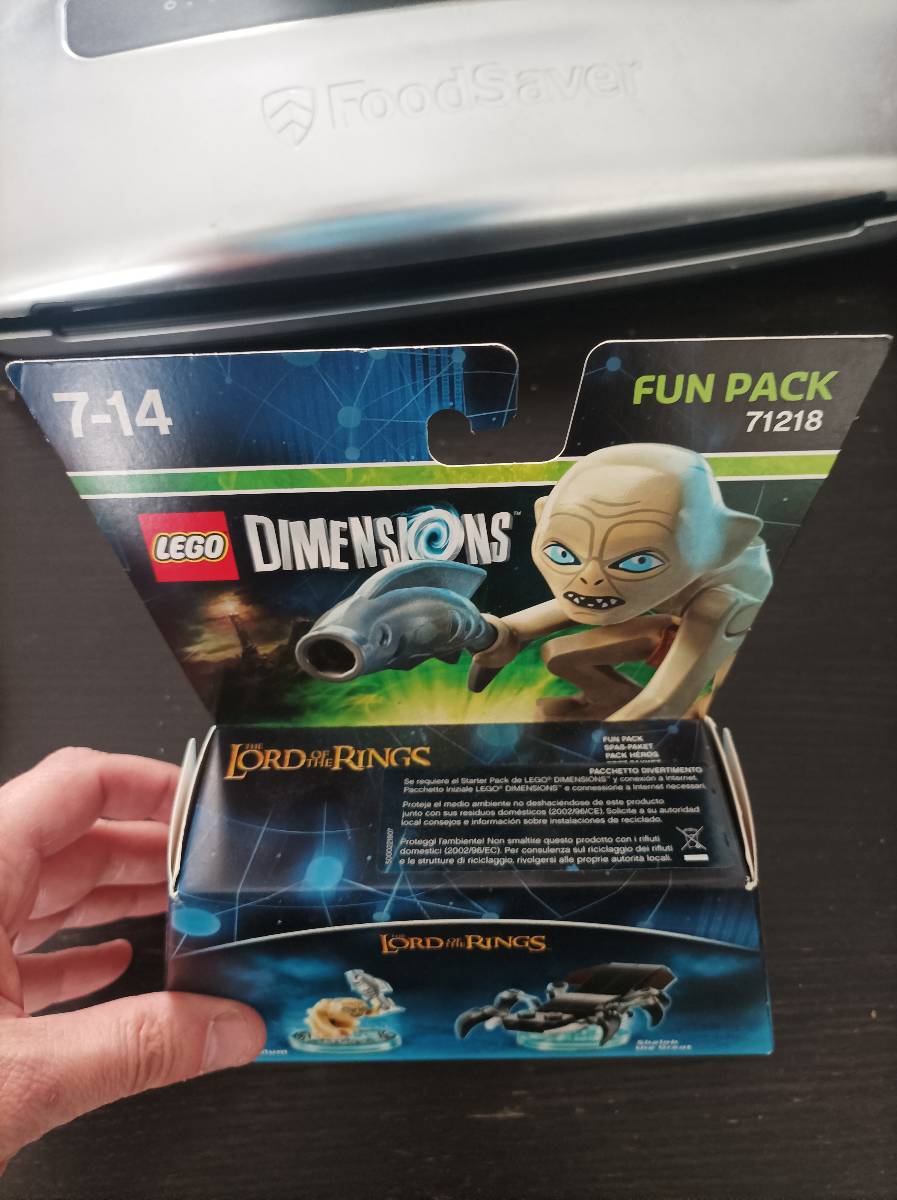 FoodSaver
7-14
FUN PACK
71218
LEGO DIMENSIONS™
THE LORD OF THE RINGS
FUN PACK
SPAß-PAKET
PACK HÉROS
PACCHETTO DIVERTIMENTO
Se requiere el Starter Pack de LEGO® DIMENSIONS™ y conexión a Internet.
Pacchetto Iniziale LEGO® DIMENSIONS™ e connessione a Internet necessari.
Proteja el medio ambiente no deshaciéndose de este producto
junto con sus residuos domésticos (2002/96/CE). Solicite a su autoridad
local consejos e información sobre instalaciones de reciclado.
Proteggi l'ambiente! Non smaltire questo prodotto con i rifiuti
domestici (2002/96/EC). Per consulenza sul riciclaggio dei rifiuti
e le strutture di riciclaggio, rivolgersi alle proprie autorità locali.
THE LORD OF THE RINGS
Shelob
the Great